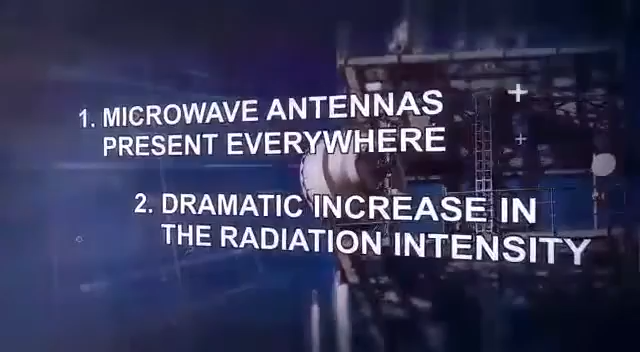 1. MICROWAVE ANTENNAS
PRESENT EVERYWHERE
2. DRAMATIC INCREASE IN
THE RADIATION INTENSITY